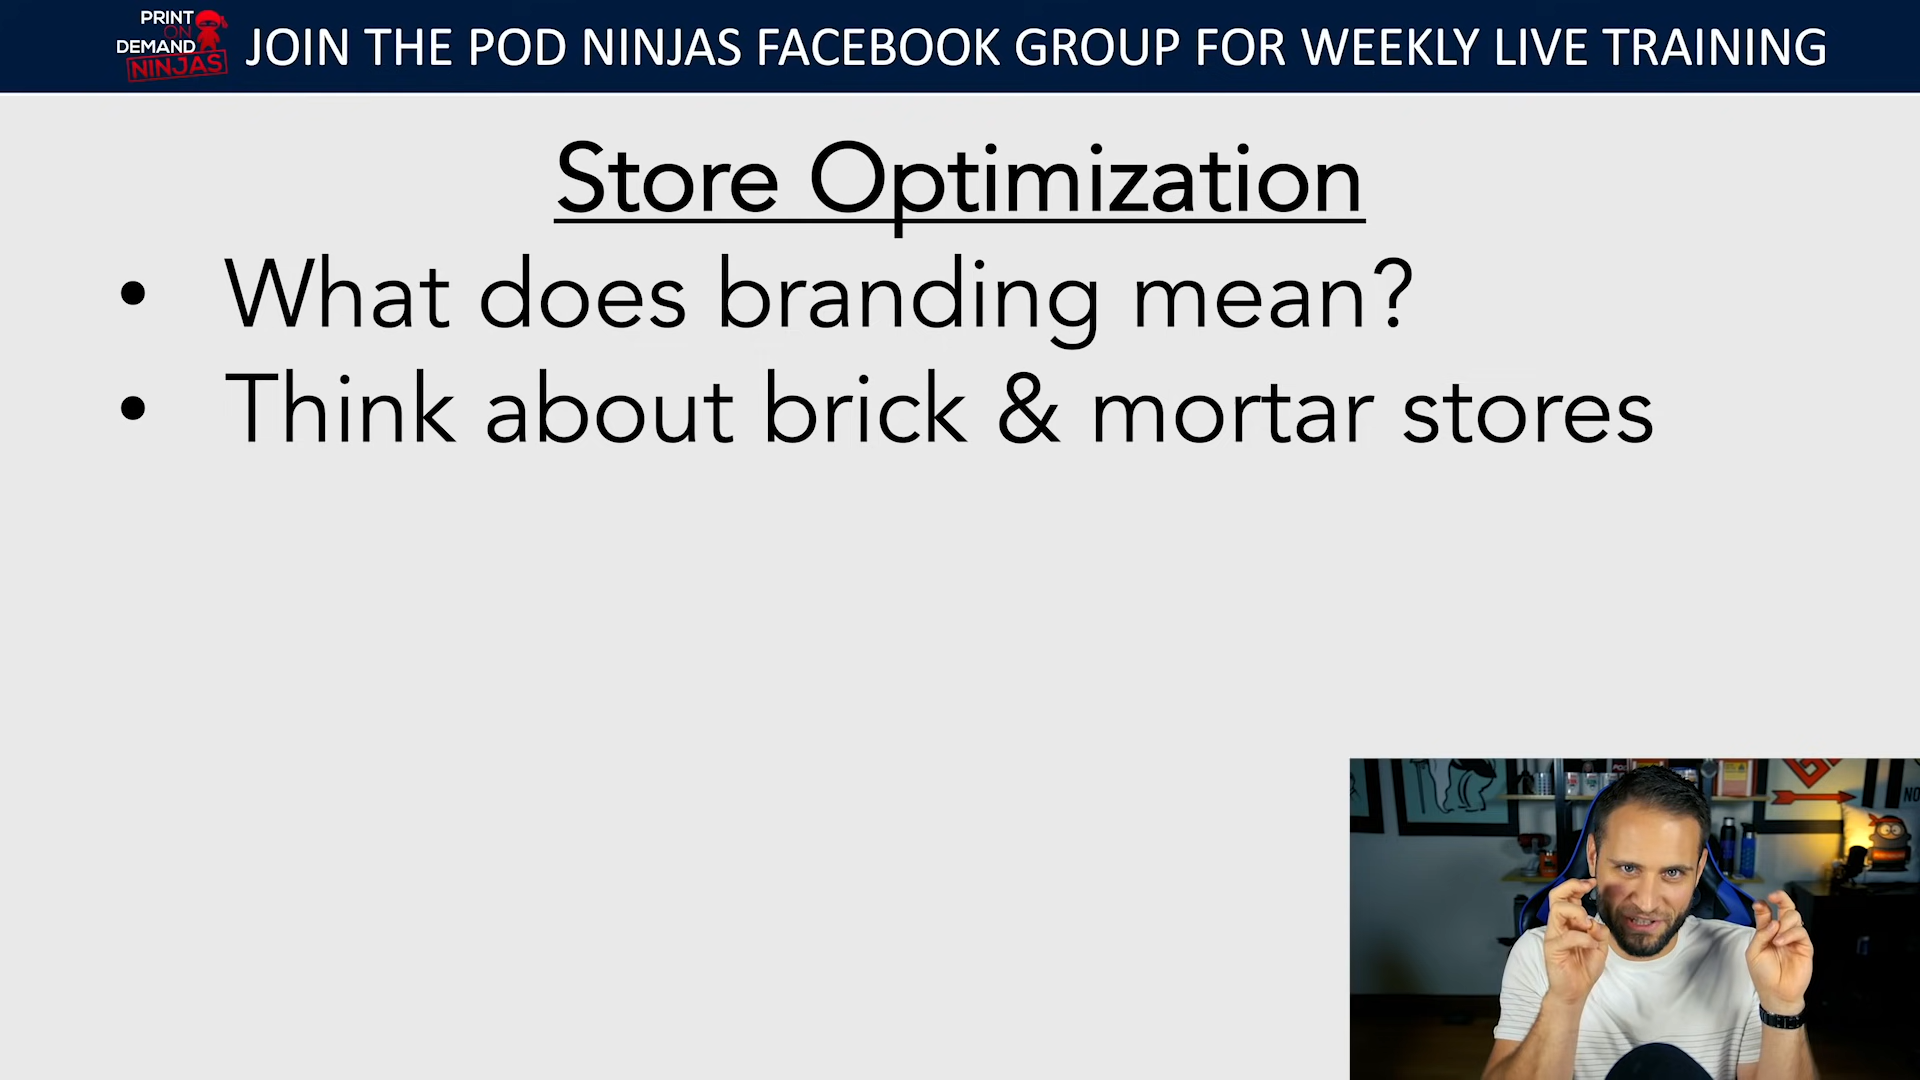 PRINT
ON
DEMAND
NINJAS
JOIN THE POD NINJAS FACEBOOK GROUP FOR WEEKLY LIVE TRAINING
Store Optimization
• What does branding mean?
• Think about brick & mortar stores
NO